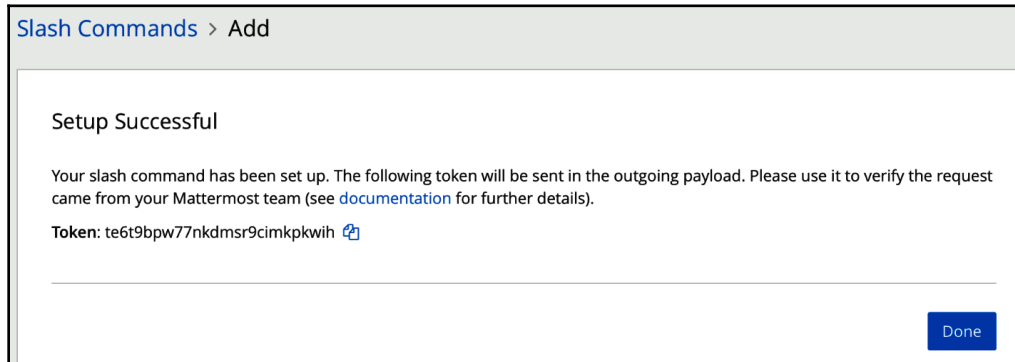 Slash Commands > Add
Setup Successful
Your slash command has been set up. The following token will be sent in the outgoing payload. Please use it to verify the request
came from your Mattermost team (see documentation for further details).
Token: te6t9bpw77nkdmsr9cimkpkwih
Done